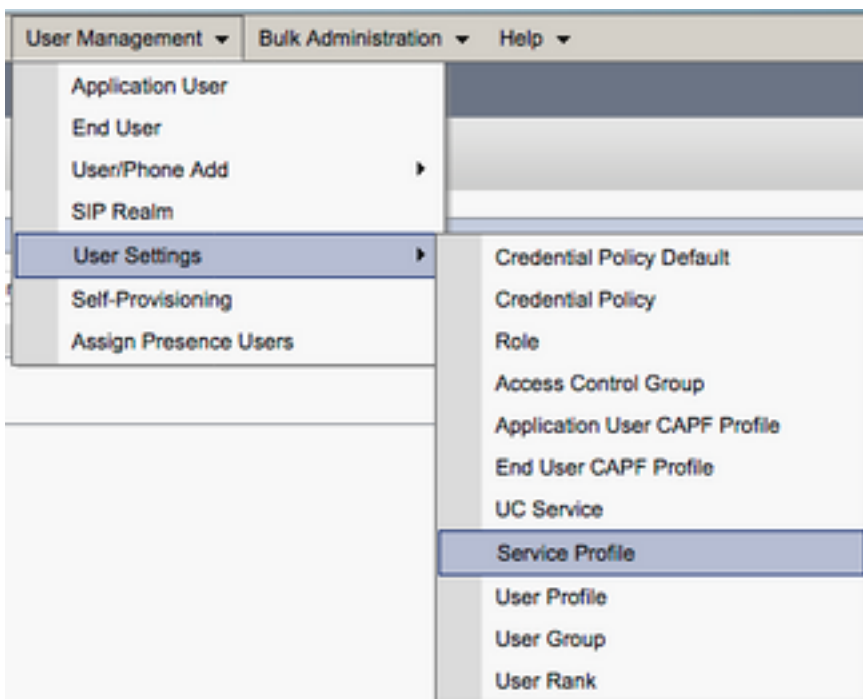 User Management Bulk Administration Help
Application User
End User
User/Phone Add
SIP Realm
User Settings
Self-Provisioning
Assign Presence Users
Credential Policy Default
Credential Policy
Role
Access Control Group
Application User CAPF Profile
End User CAPF Profile
UC Service
Service Profile
User Profile
User Group
User Rank